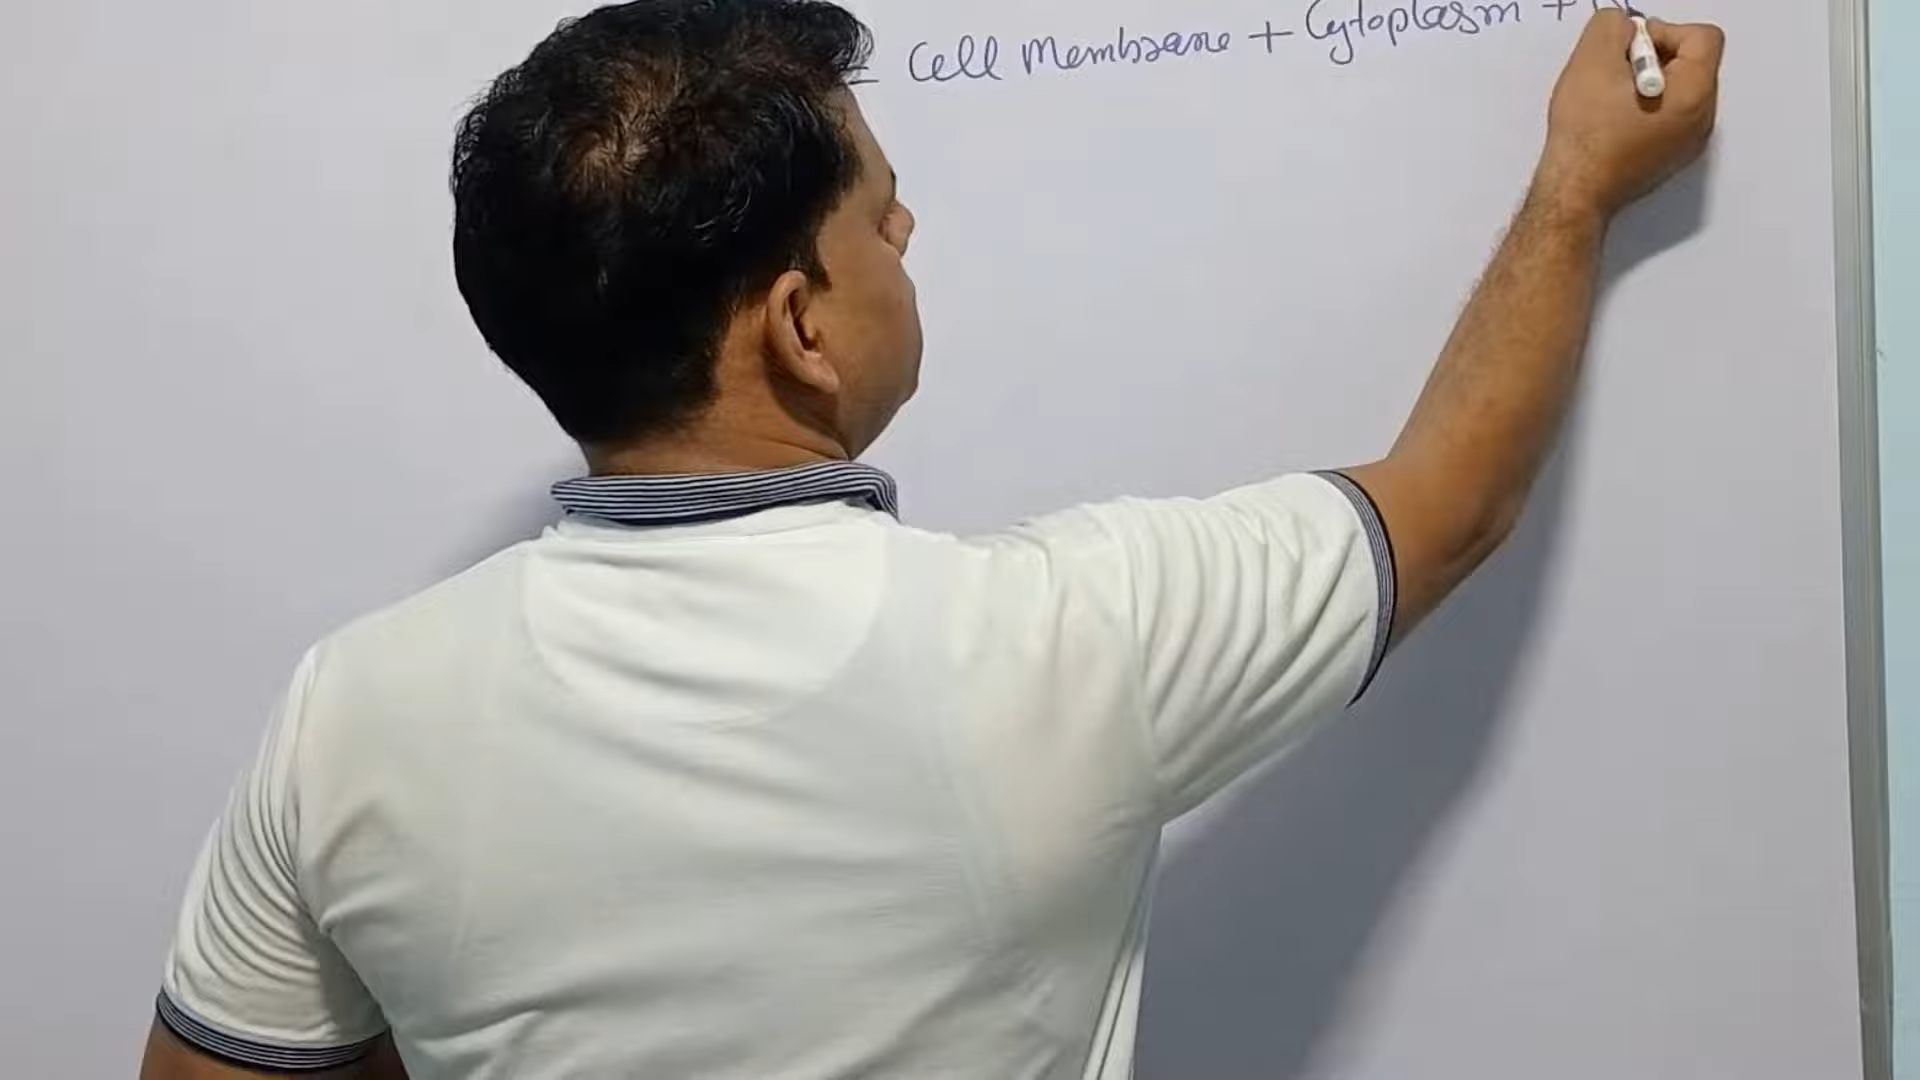 = Cell Membrane + Cytoplasm +